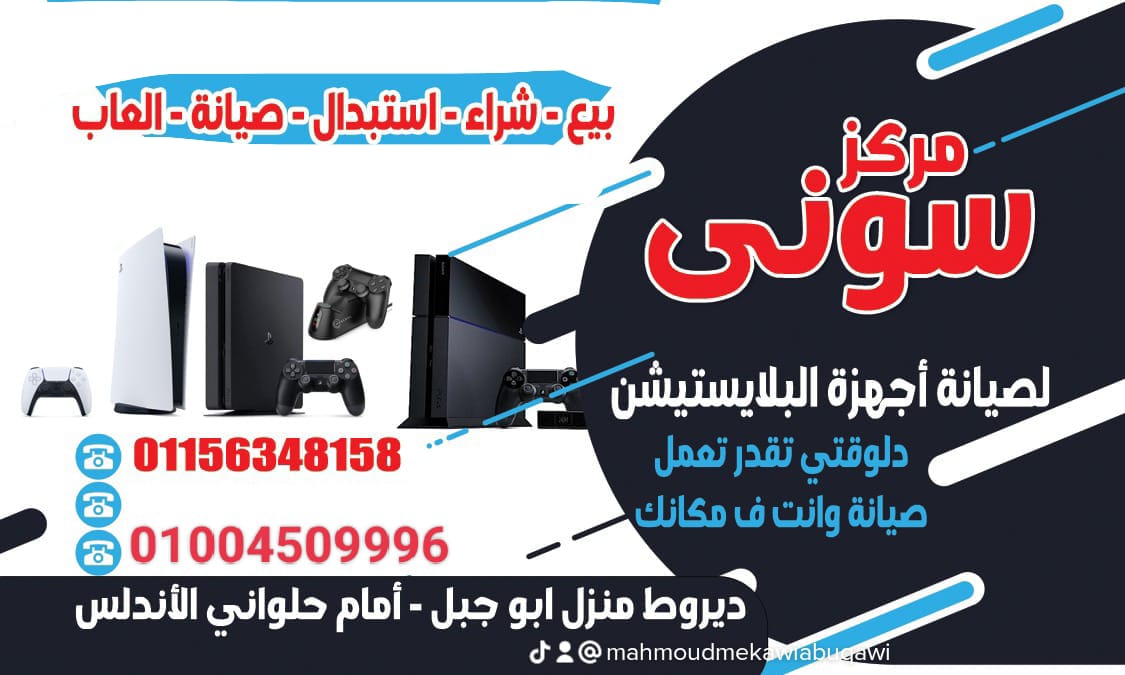 بيع - شراء - استبدال - صيانة - العاب
مركز
سونى
لصيانة أجهزة البلايستيشن
دلوقتي تقدر تعمل
صيانة وانت ف مكانك
01156348158
01004509996
ديروط منزل ابو جبل - أمام حلواني الأندلس
@mahmoudmekawiabugawi